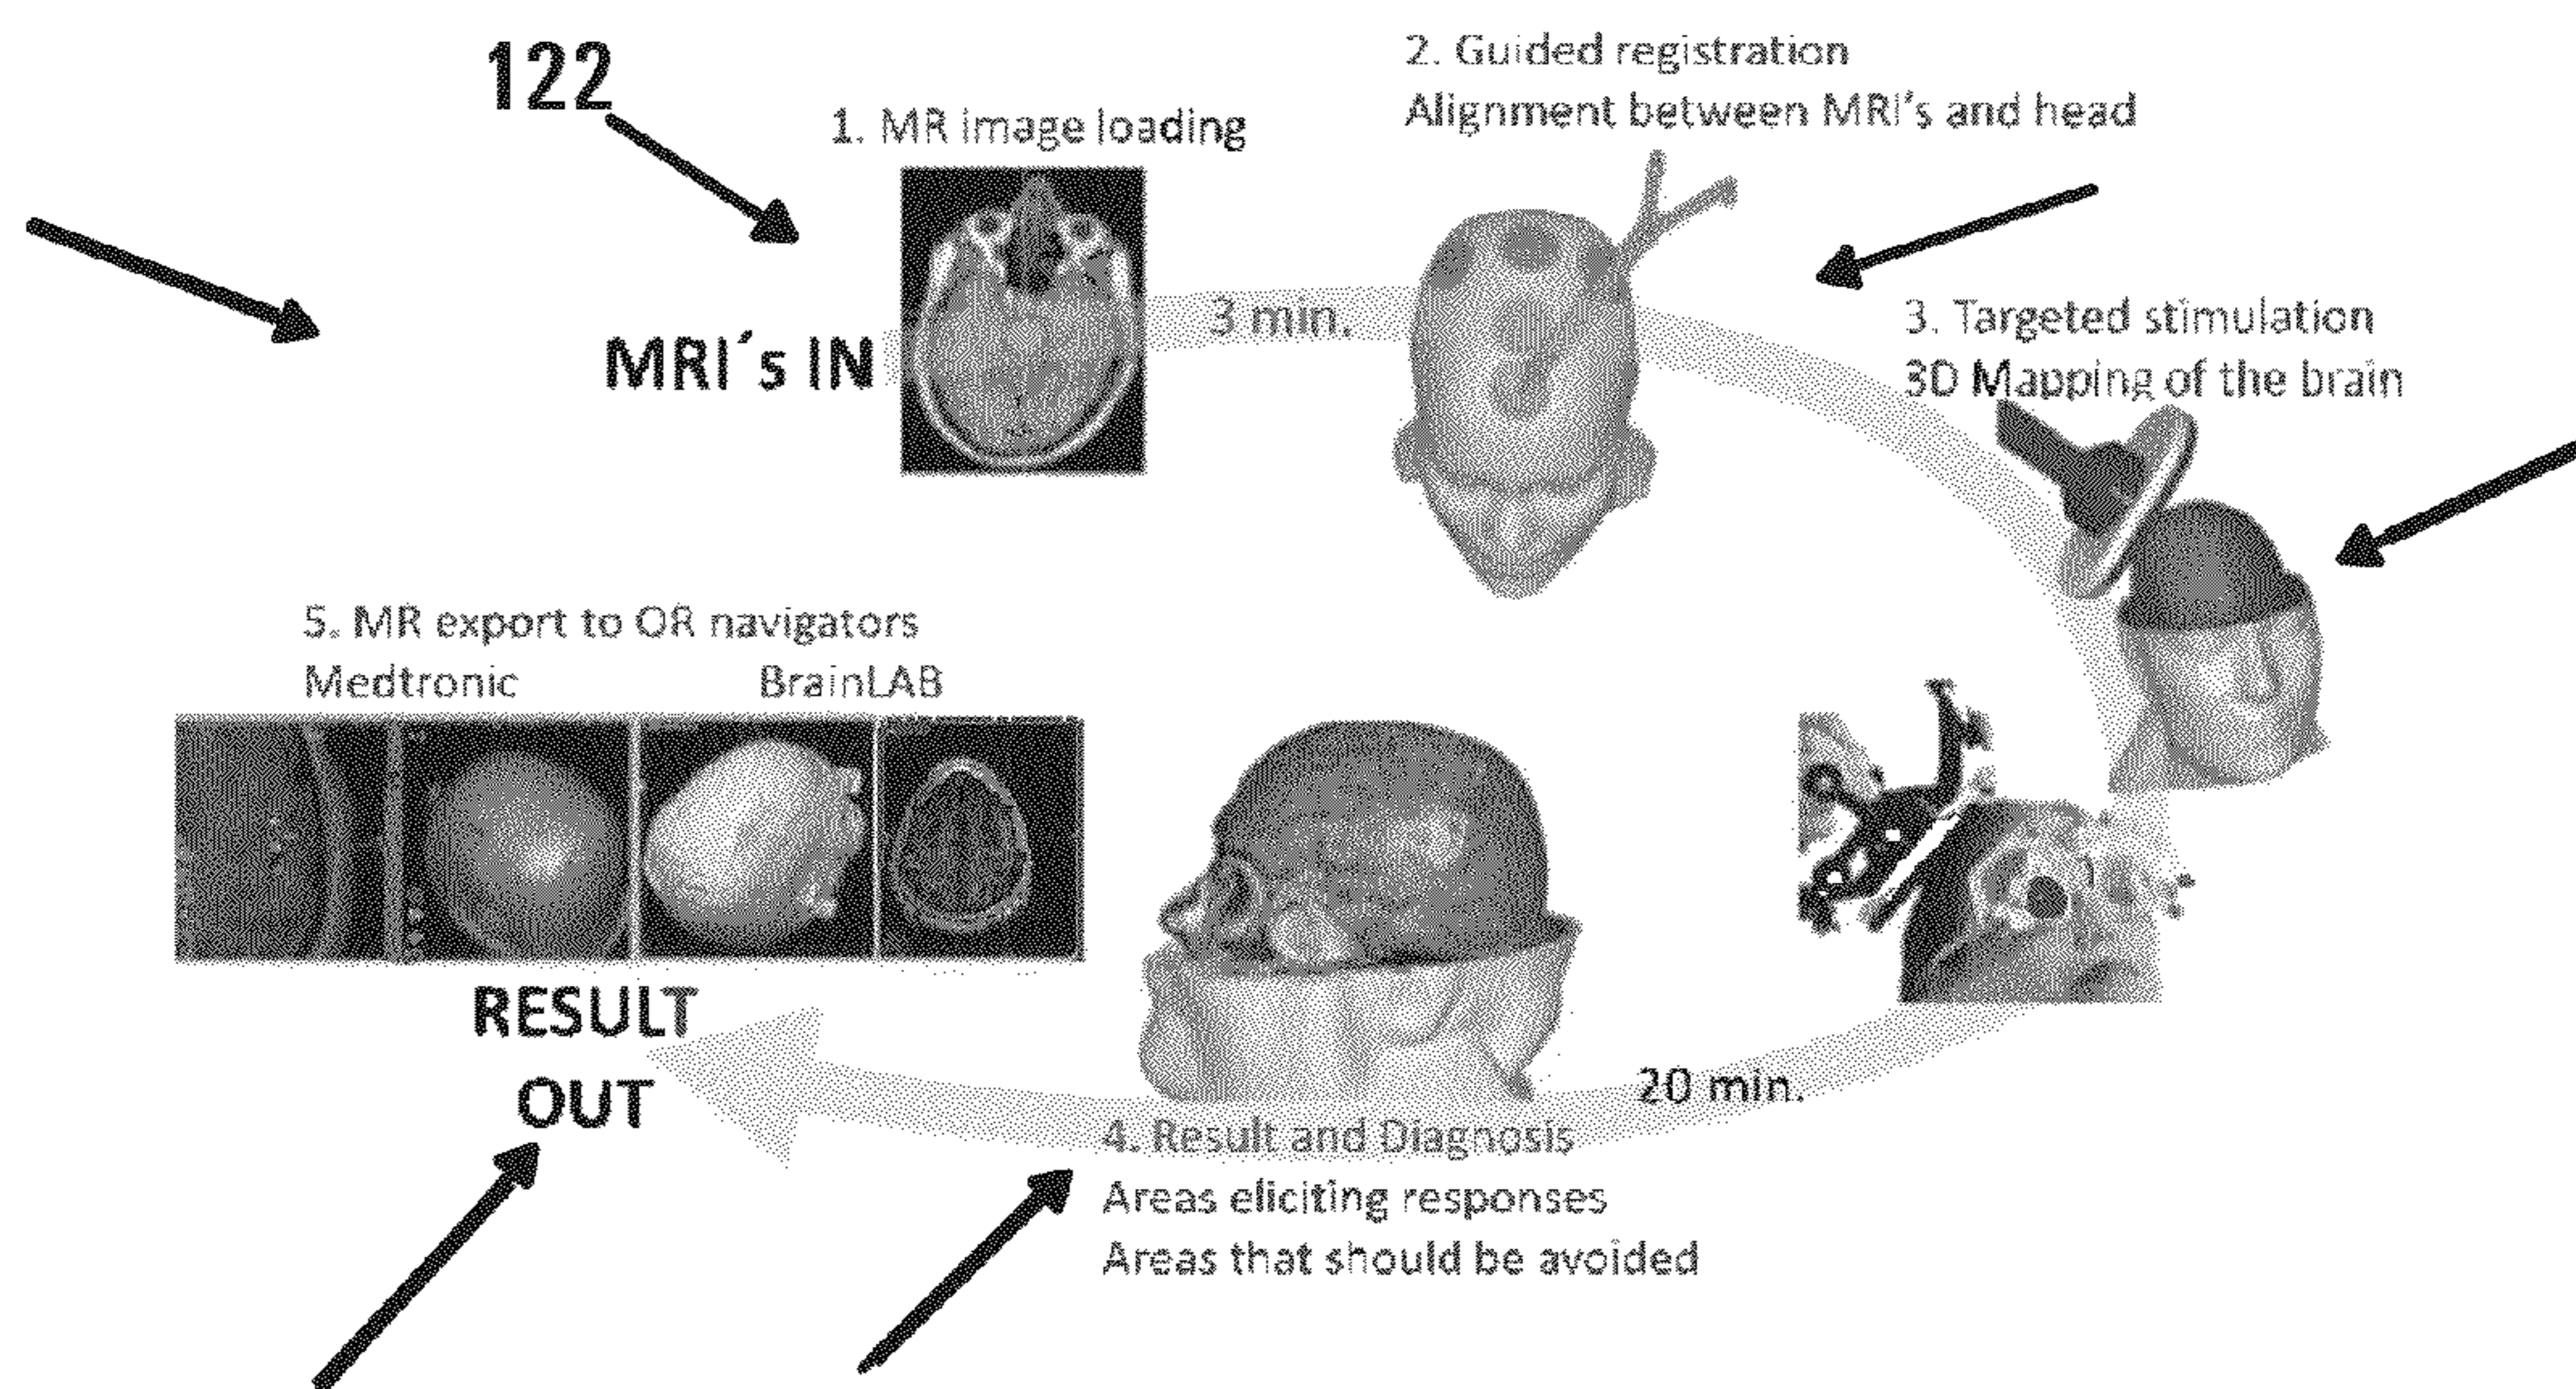 122
1. MR image loading
2. Guided registration
Alignment between MRI's and head
MRI´s IN
3 min.
3. Targeted stimulation
3D Mapping of the brain
20 min.
4. Result and Diagnosis
Areas eliciting responses
Areas that should be avoided
5. MR export to OR navigators
Medtronic BrainLAB
RESULT
OUT